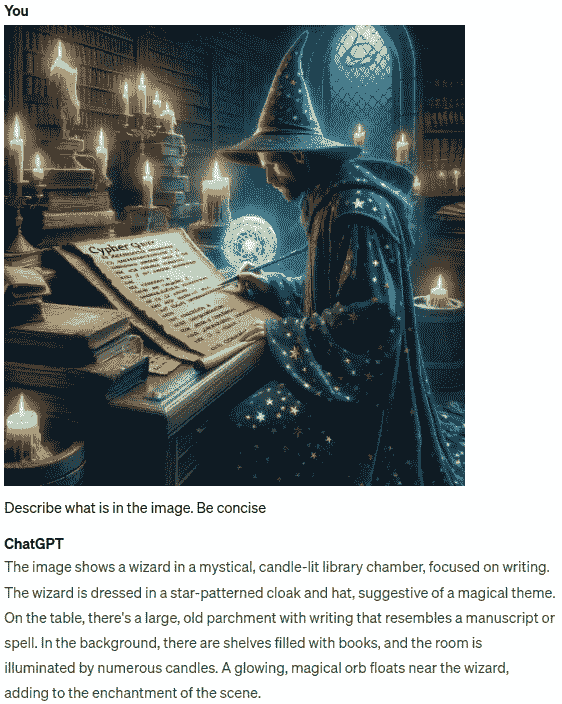 You
Cypher
Describe what is in the image. Be concise
ChatGPT
The image shows a wizard in a mystical, candle-lit library chamber, focused on writing.
The wizard is dressed in a star-patterned cloak and hat, suggestive of a magical theme.
On the table, there's a large, old parchment with writing that resembles a manuscript or
spell. In the background, there are shelves filled with books, and the room is
illuminated by numerous candles. A glowing, magical orb floats near the wizard,
adding to the enchantment of the scene.